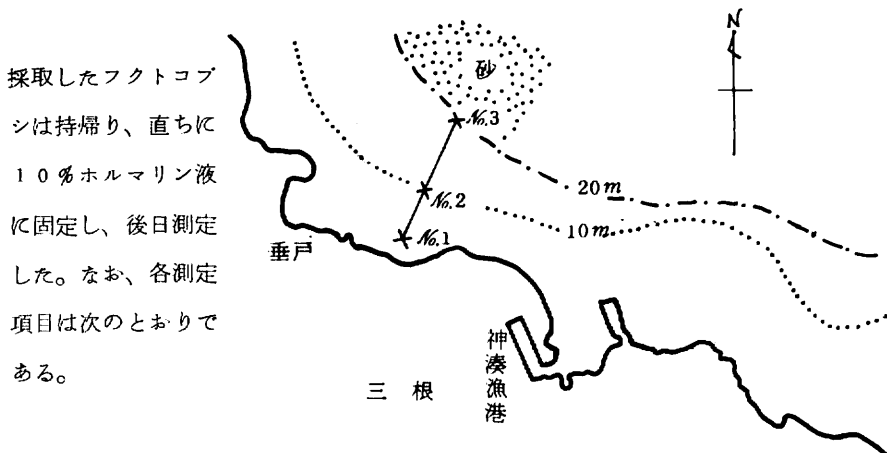 採取したフクトコブ
シは持帰り、直ちに
10%ホルマリン液
に固定し、後日測定
した。なお、各測定
項目は次のとおりで
ある。
N
砂
No.3
20m
No.2
10m
No.1
垂戸
神湊漁港
三根